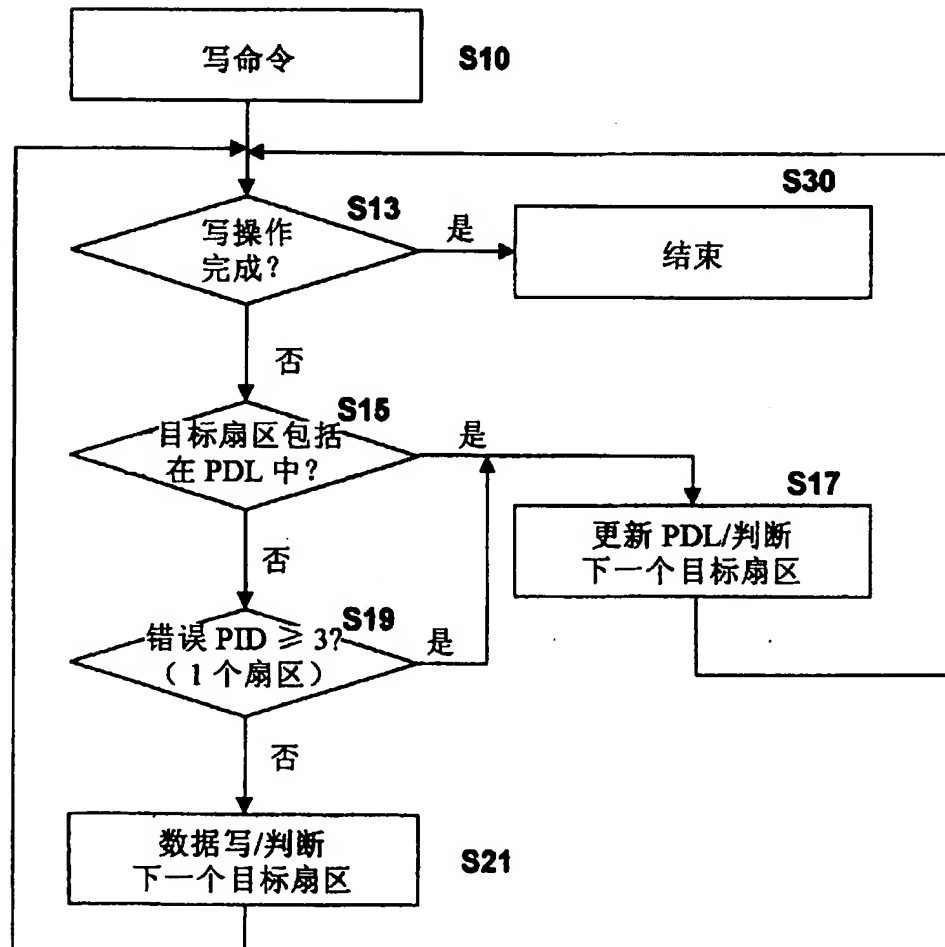 写命令
S10
S30
S13
写操作
完成？
是
结束
否
S15
目标扇区包括
在 PDL 中？
是
S17
更新 PDL/判断
下一个目标扇区
否
S19
错误 PID ≥ 3?
（1 个扇区）
是
否
数据写/判断
下一个目标扇区
S21